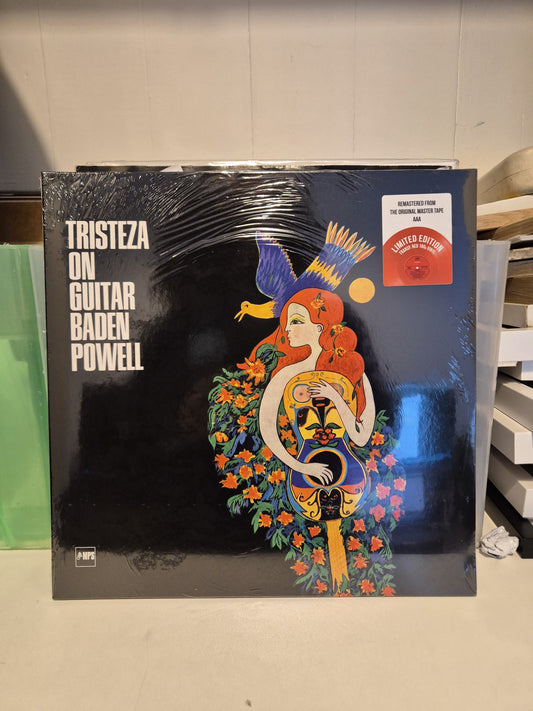 TRISTEZA
ON
GUITAR
BADEN
POWELL
REMASTERED FROM
THE ORIGINAL MASTER TAPE
AAA
LIMITED EDITION
MPS